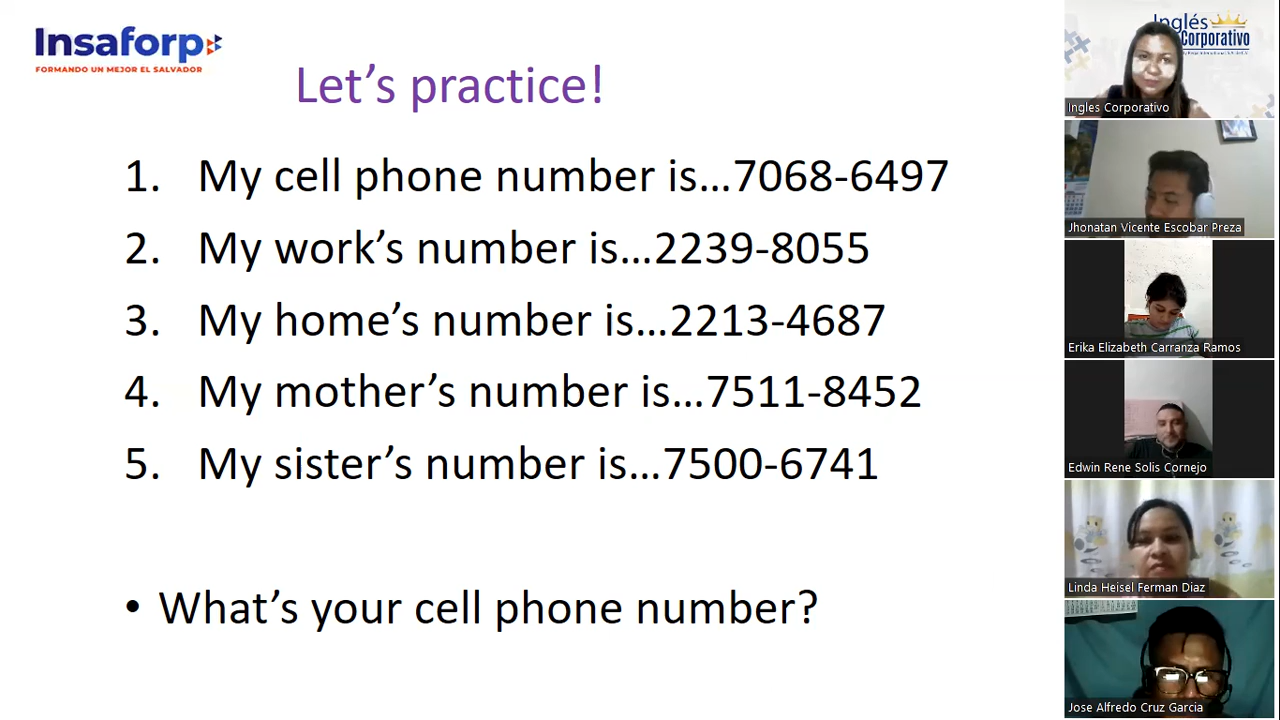 Insaforp
FORMANDO UN MEJOR EL SALVADOR
Let's practice!
1. My cell phone number is...7068-6497
2. My work's number is...2239-8055
3. My home's number is...2213-4687
4. My mother's number is...7511-8452
5. My sister's number is...7500-6741
• What's your cell phone number?
Inglés
Corporativo
Ingles Corporativo
Jhonatan Vicente Escobar Preza
Erika Elizabeth Carranza Ramos
Edwin Rene Solis Cornejo
Linda Heisel Ferman Diaz
Jose Alfredo Cruz Garcia